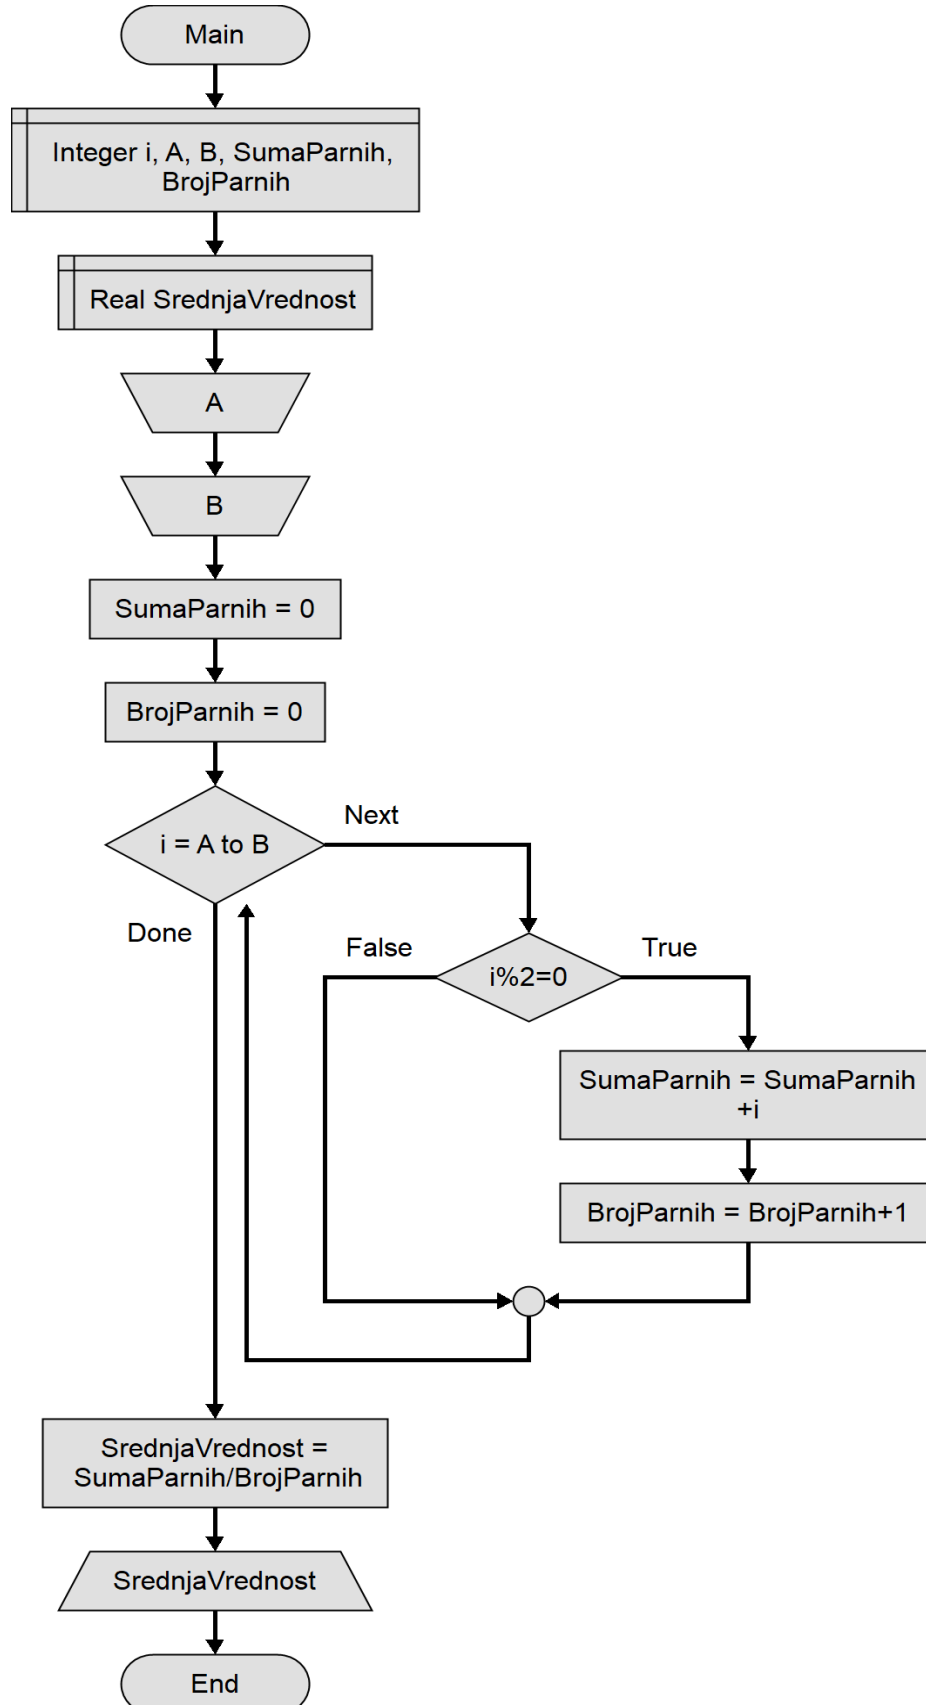 Main
Integer i, A, B, SumaParnih,
BrojParnih
Real SrednjaVrednost
A
B
SumaParnih = 0
BrojParnih = 0
i = A to B
Next
Done
False
i%2=0
True
SumaParnih = SumaParnih
+i
BrojParnih = BrojParnih+1
SrednjaVrednost =
SumaParnih/BrojParnih
SrednjaVrednost
End